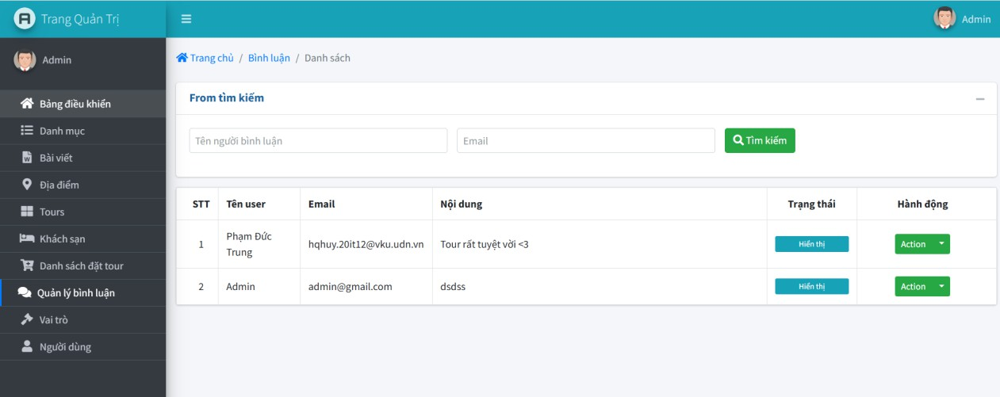 Trang Quản Trị
Admin
Admin
Bảng điều khiển
Danh mục
Bài viết
Địa điểm
Tours
Khách sạn
Danh sách đặt tour
Quản lý bình luận
Vai trò
Người dùng
Trang chủ / Bình luận / Danh sách
From tìm kiếm
Tên người bình luận Email Tìm kiếm
STT Tên user Email Nội dung Trạng thái Hành động
1 Phạm Đức Trung hqhuy.20it12@vku.udn.vn Tour rất tuyệt vời <3 Hiển thị Action
2 Admin admin@gmail.com dsdss Hiển thị Action